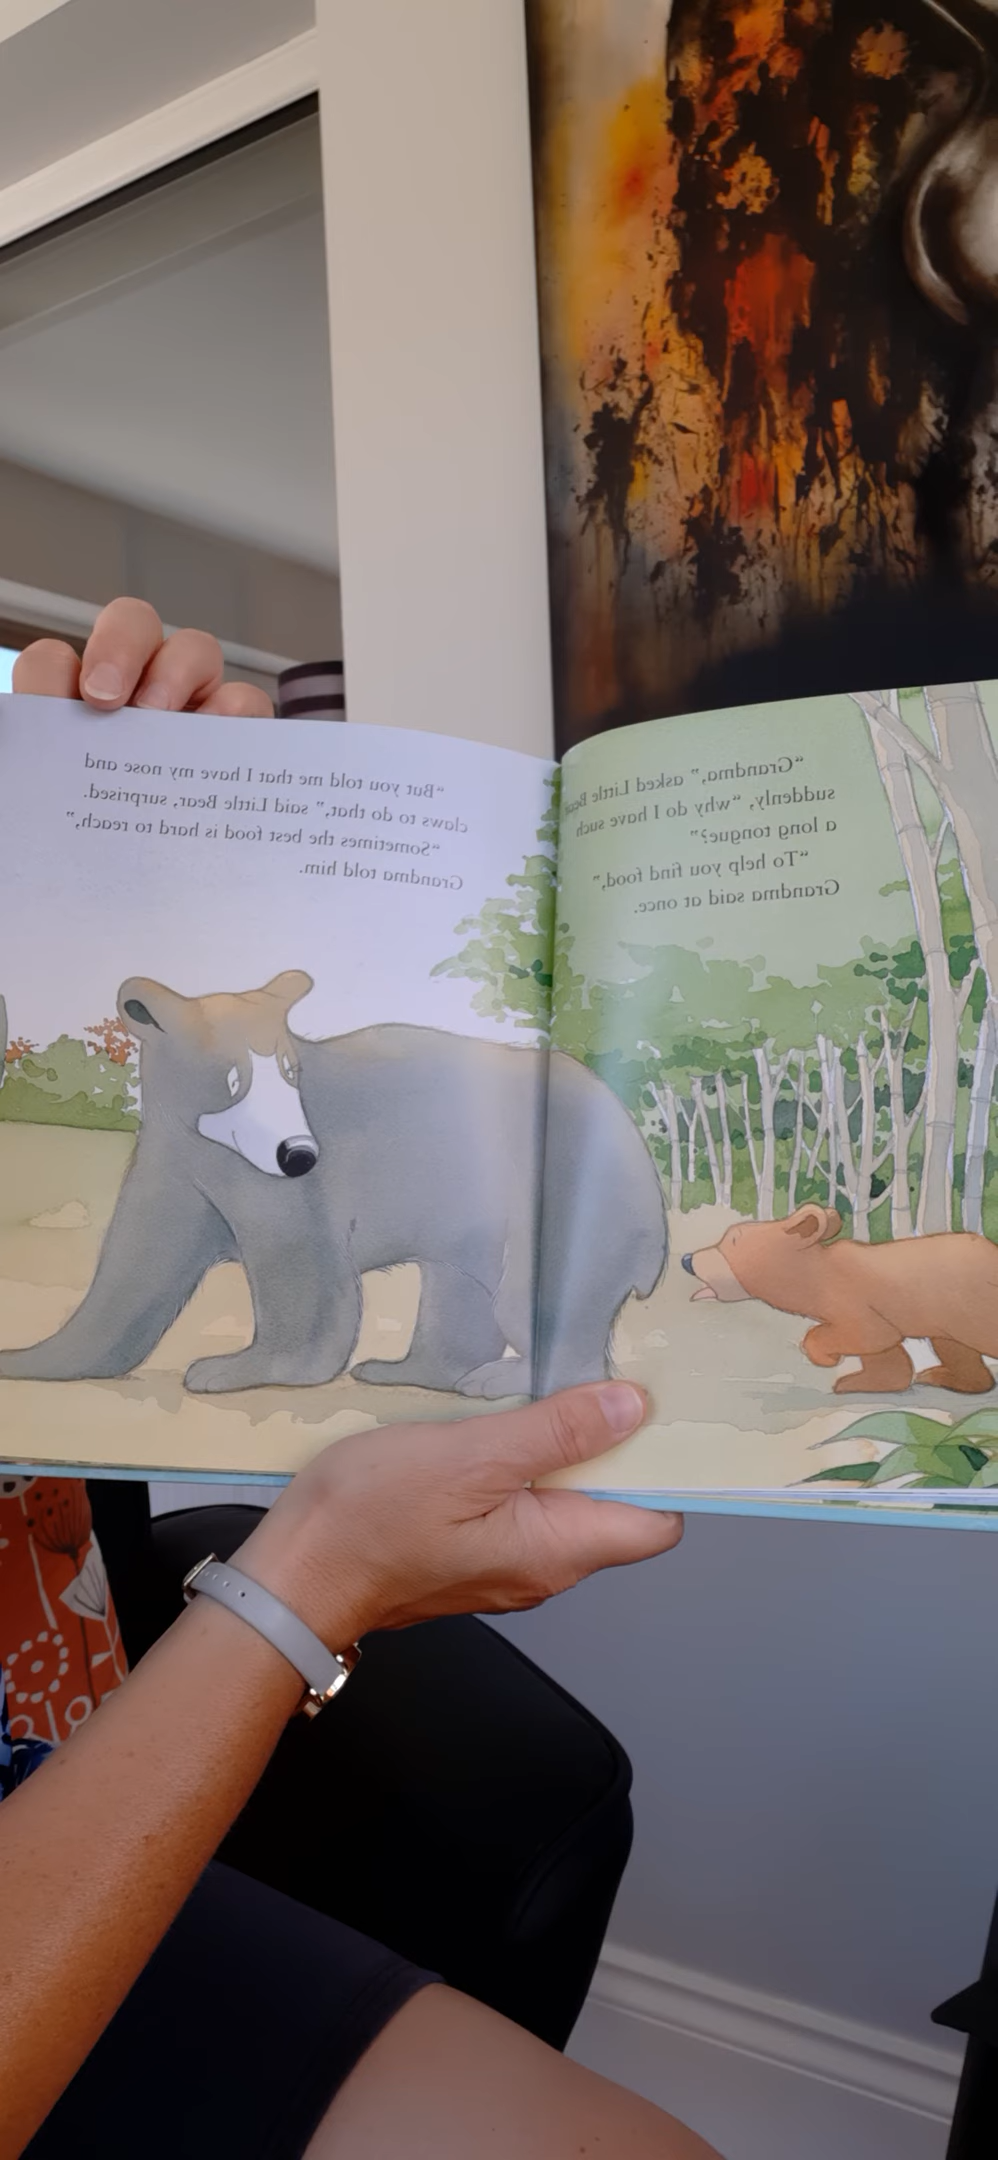 “Grandma,” asked Little Bear
suddenly, “why do I have such
a long tongue?”
“To help you find food,”
Grandma said at once.
“But you told me that I have my nose and
claws to do that,” said Little Bear, surprised.
“Sometimes the best food is hard to reach,”
Grandma told him.